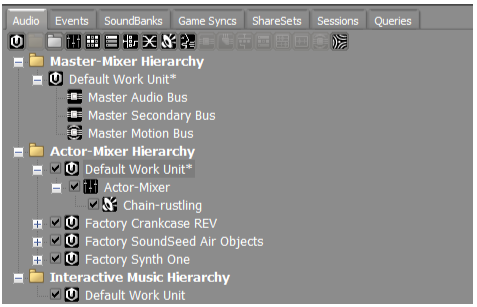 Audio Events SoundBanks Game Syncs ShareSets Sessions Queries
Master-Mixer Hierarchy
Default Work Unit*
Master Audio Bus
Master Secondary Bus
Master Motion Bus
Actor-Mixer Hierarchy
Default Work Unit*
Actor-Mixer
Chain-rustling
Factory Crankcase REV
Factory SoundSeed Air Objects
Factory Synth One
Interactive Music Hierarchy
Default Work Unit